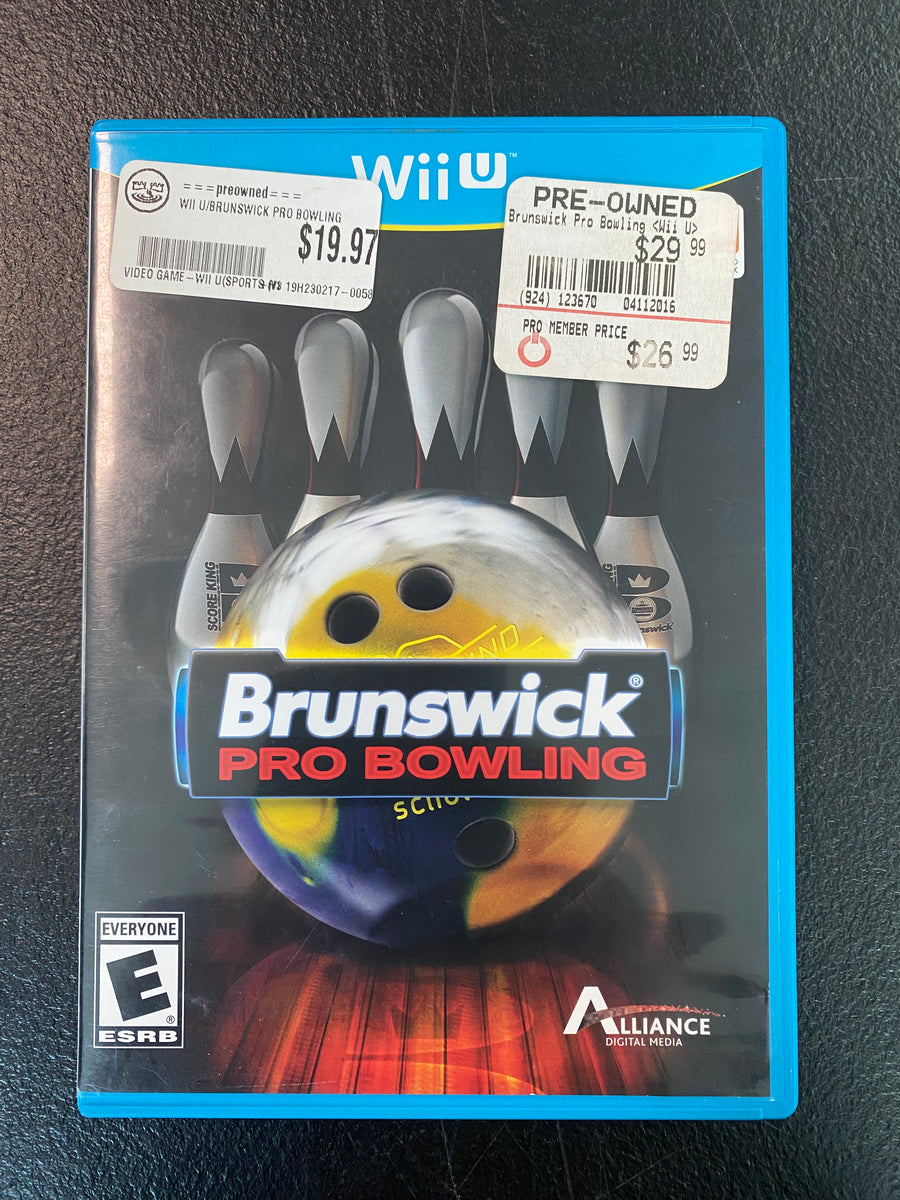 WiiU™
===preowned===
WII U/BRUNSWICK PRO BOWLING
$19.97
VIDEO GAME-WII U(SPORTS 19H230217-0058
PRE-OWNED
Brunswick Pro Bowling <Wii U>
$29 99
(924) 123670 04112016
PRO MEMBER PRICE
$26 99
SCORE KING
Brunswick®
PRO BOWLING
EVERYONE
E®
ESRB
ALLIANCE
DIGITAL MEDIA